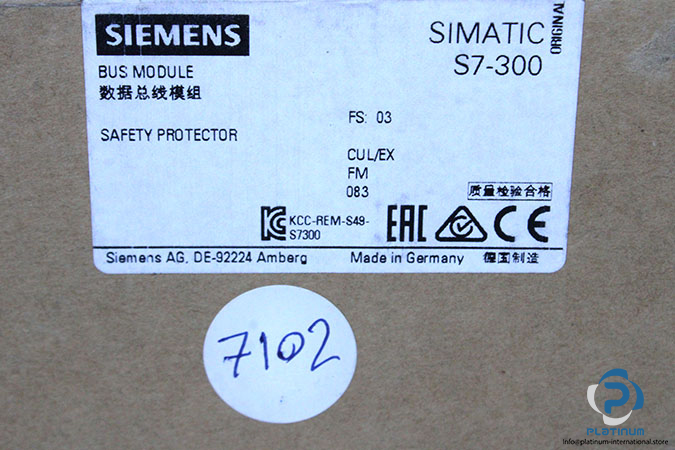 SIEMENS
SIMATIC
S7-300
ORIGINAL
BUS MODULE
数据总线模组
SAFETY PROTECTOR
FS: 03
CUL/EX
FM
083
质量检验合格
KCC-REM-S49-
S7300
EAC
CE
Siemens AG, DE-92224 Amberg
Made in Germany
德国制造
7102
PLATINUM
info@platinum-international.store